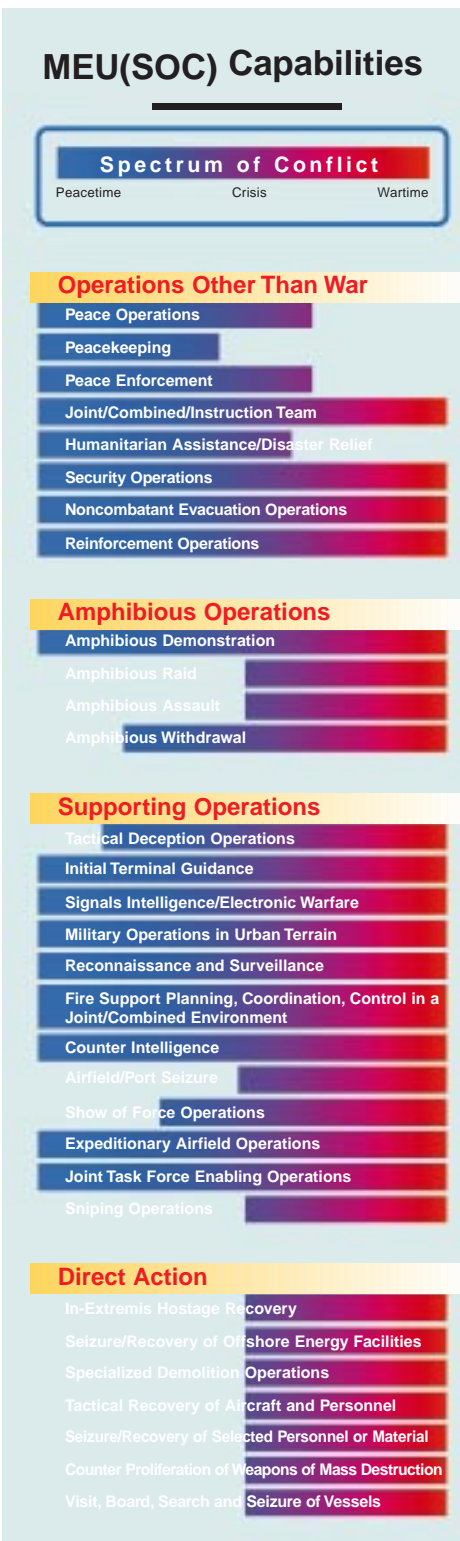 MEU(SOC) Capabilities
Spectrum of Conflict
Peacetime Crisis Wartime
Operations Other Than War
Peace Operations
Peacekeeping
Peace Enforcement
Joint/Combined/Instruction Team
Humanitarian Assistance/Disaster Relief
Security Operations
Noncombatant Evacuation Operations
Reinforcement Operations
Amphibious Operations
Amphibious Demonstration
Amphibious Raid
Amphibious Assault
Amphibious Withdrawal
Supporting Operations
Tactical Deception Operations
Initial Terminal Guidance
Signals Intelligence/Electronic Warfare
Military Operations in Urban Terrain
Reconnaissance and Surveillance
Fire Support Planning, Coordination, Control in a
Joint/Combined Environment
Counter Intelligence
Airfield/Port Seizure
Show of Force Operations
Expeditionary Airfield Operations
Joint Task Force Enabling Operations
Sniping Operations
Direct Action
In-Extremis Hostage Recovery
Seizure/Recovery of Offshore Energy Facilities
Specialized Demolition Operations
Tactical Recovery of Aircraft and Personnel
Seizure/Recovery of Selected Personnel or Material
Counter Proliferation of Weapons of Mass Destruction
Visit, Board, Search and Seizure of Vessels